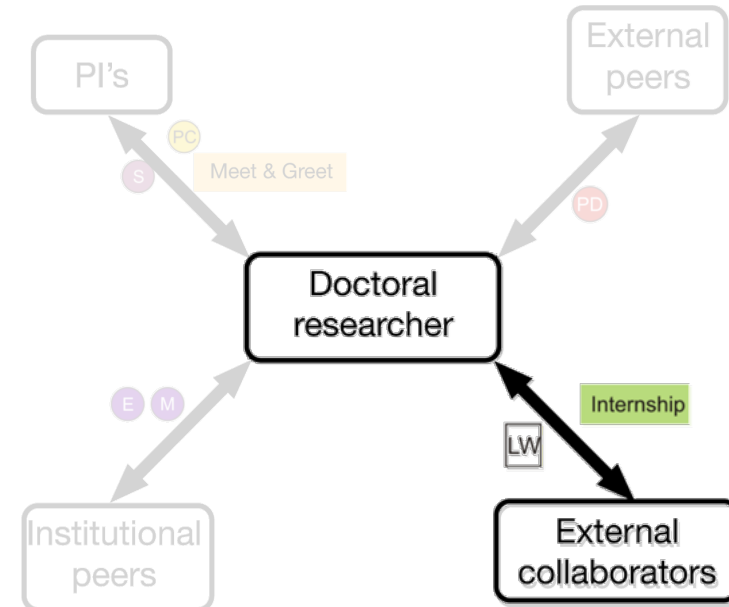 PI's
External
peers
PC
S
Meet & Greet
PD
Doctoral
researcher
E M
Internship
LW
Institutional
peers
External
collaborators